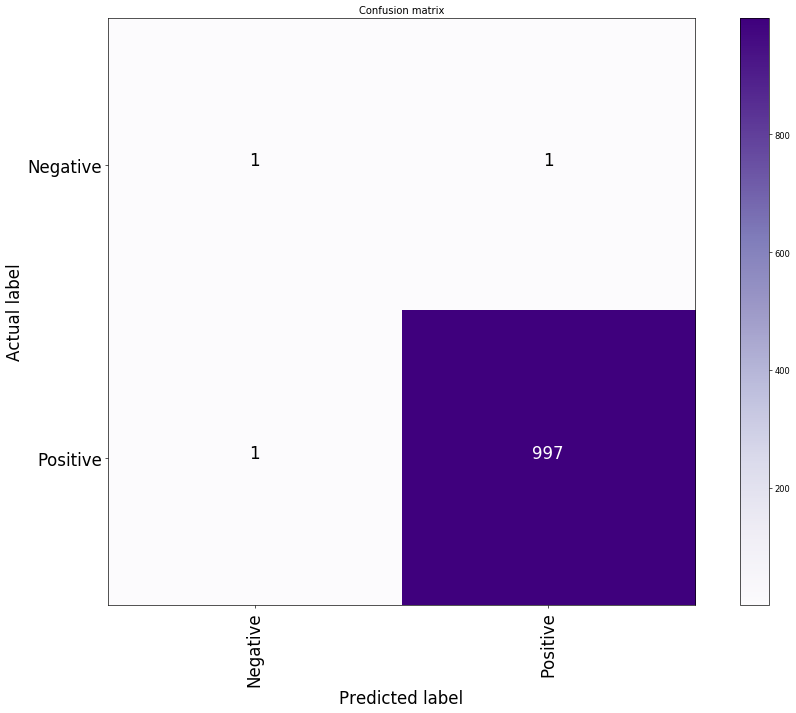 Confusion matrix
Actual label
Negative
1
1
Positive
1
997
Negative
Positive
Predicted label
800
600
400
200